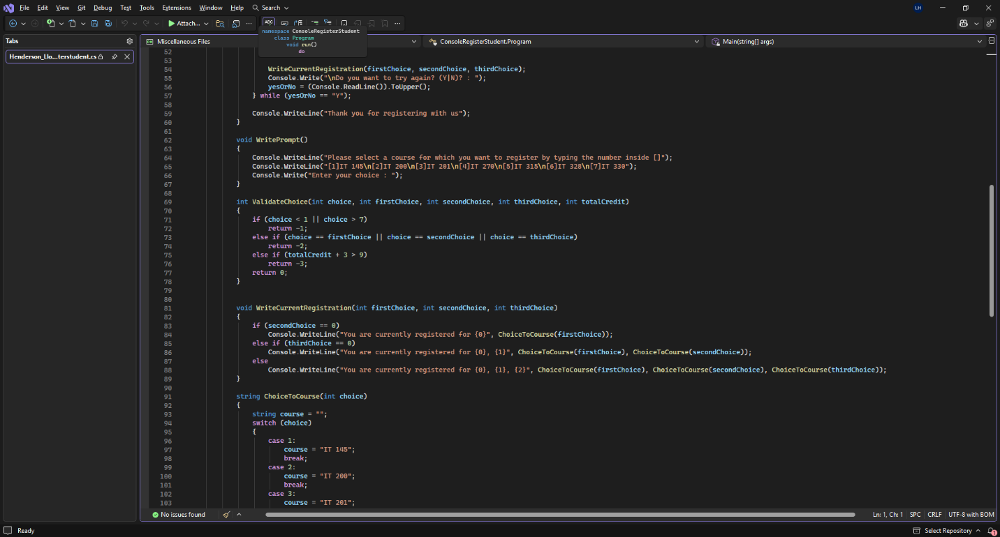 File Edit View Git Debug Test Tools Extensions Window Help Search LH
Attach...
Tabs
Henderson_Llo...terstudent.cs
Miscellaneous Files
ConsoleRegisterStudent.Program
Main(string[] args)
namespace ConsoleRegisterStudent
class Program
void run()
do
52
53
54 WriteCurrentRegistration(firstChoice, secondChoice, thirdChoice);
55 Console.Write("\nDo you want to try again? (Y|N)? : ");
56 yesOrNo = (Console.ReadLine()).ToUpper();
57 } while (yesOrNo == "Y");
58
59 Console.WriteLine("Thank you for registering with us");
60 }
61
62 void WritePrompt()
63 {
64 Console.WriteLine("Please select a course for which you want to register by typing the number inside []");
65 Console.WriteLine("[1]IT 145\n[2]IT 200\n[3]IT 201\n[4]IT 270\n[5]IT 315\n[6]IT 328\n[7]IT 330");
66 Console.Write("Enter your choice : ");
67 }
68
69 int ValidateChoice(int choice, int firstChoice, int secondChoice, int thirdChoice, int totalCredit)
70 {
71 if (choice < 1 || choice > 7)
72 return -1;
73 else if (choice == firstChoice || choice == secondChoice || choice == thirdChoice)
74 return -2;
75 else if (totalCredit + 3 > 9)
76 return -3;
77 return 0;
78 }
79
80
81 void WriteCurrentRegistration(int firstChoice, int secondChoice, int thirdChoice)
82 {
83 if (secondChoice == 0)
84 Console.WriteLine("You are currently registered for {0}", ChoiceToCourse(firstChoice));
85 else if (thirdChoice == 0)
86 Console.WriteLine("You are currently registered for {0}, {1}", ChoiceToCourse(firstChoice), ChoiceToCourse(secondChoice));
87 else
88 Console.WriteLine("You are currently registered for {0}, {1}, {2}", ChoiceToCourse(firstChoice), ChoiceToCourse(secondChoice), ChoiceToCourse(thirdChoice));
89 }
90
91 string ChoiceToCourse(int choice)
92 {
93 string course = "";
94 switch (choice)
95 {
96 case 1:
97 course = "IT 145";
98 break;
99 case 2:
100 course = "IT 200";
101 break;
102 case 3:
103 course = "IT 201";
No issues found
Ln: 1, Ch: 1 SPC CRLF UTF-8 with BOM
Ready
Select Repository
1